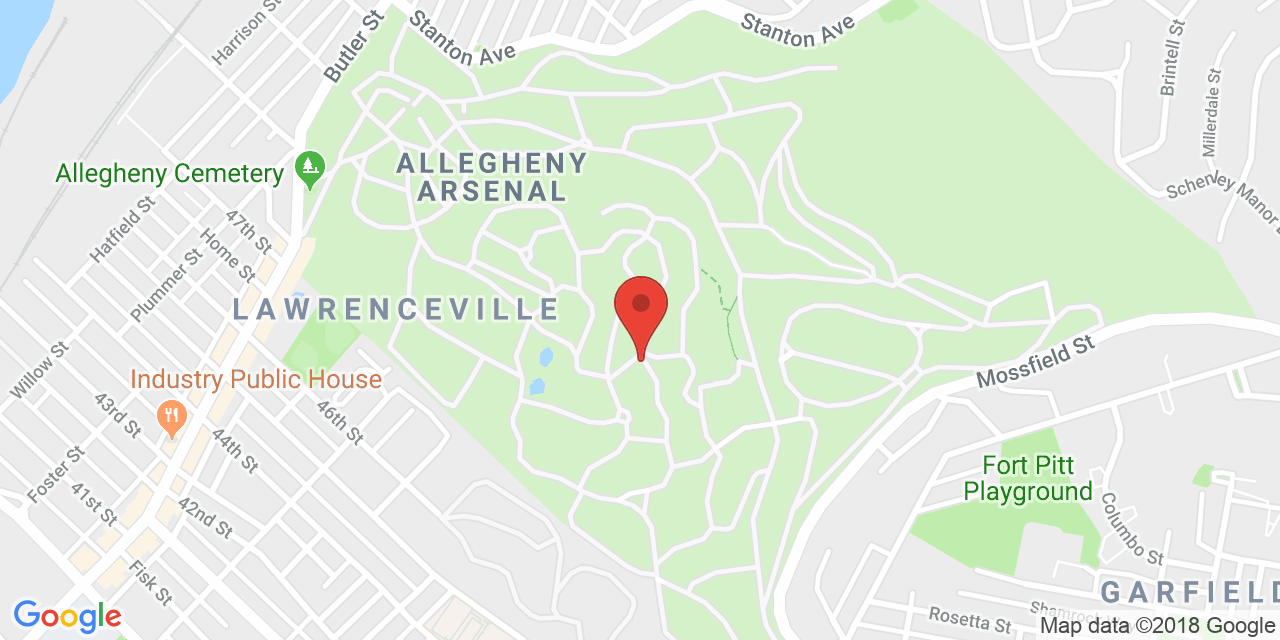 Harrison St
Butler St
Stanton Ave
Stanton Ave
Brintell St
Millerdale St
Schenley Manor
Allegheny Cemetery
ALLEGHENY
ARSENAL
Hatfield St
47th St
Home St
Plummer St
LAWRENCEVILLE
Willow St
Mossfield St
Industry Public House
43rd St
46th St
44th St
Foster St
41st St
42nd St
Fort Pitt
Playground
Columbo St
Fisk St
GARFIELD
Shamro
Rosetta St
Google
Map data ©2018 Google